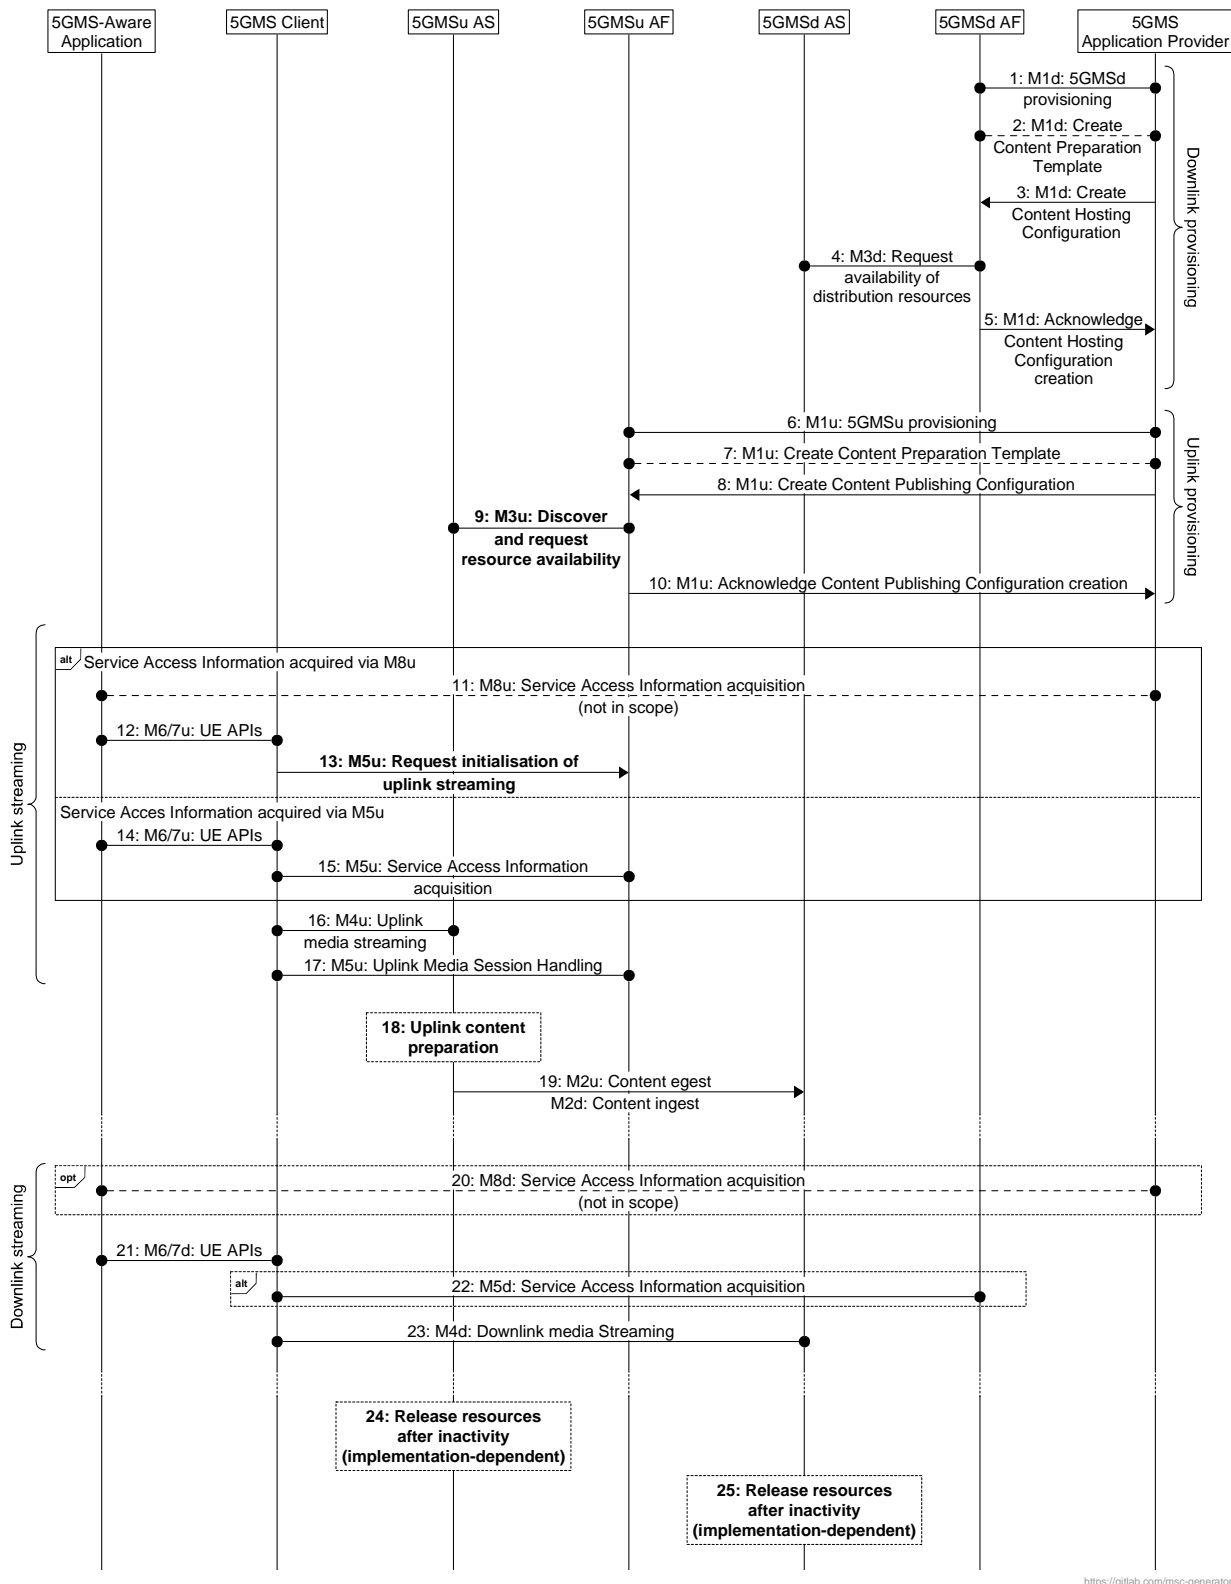 5GMS-Aware
Application
5GMS Client
5GMSu AS
5GMSu AF
5GMSd AS
5GMSd AF
5GMS
Application Provider
1: M1d: 5GMSd
provisioning
2: M1d: Create
Content Preparation
Template
3: M1d: Create
Content Hosting
Configuration
4: M3d: Request
availability of
distribution resources
5: M1d: Acknowledge
Content Hosting
Configuration
creation
Downlink provisioning
6: M1u: 5GMSu provisioning
7: M1u: Create Content Preparation Template
8: M1u: Create Content Publishing Configuration
9: M3u: Discover
and request
resource availability
10: M1u: Acknowledge Content Publishing Configuration creation
Uplink provisioning
alt
Service Access Information acquired via M8u
11: M8u: Service Access Information acquisition
(not in scope)
12: M6/7u: UE APIs
13: M5u: Request initialisation of
uplink streaming
Service Acces Information acquired via M5u
14: M6/7u: UE APIs
15: M5u: Service Access Information
acquisition
16: M4u: Uplink
media streaming
17: M5u: Uplink Media Session Handling
Uplink streaming
18: Uplink content
preparation
19: M2u: Content egest
M2d: Content ingest
opt
20: M8d: Service Access Information acquisition
(not in scope)
21: M6/7d: UE APIs
alt
22: M5d: Service Access Information acquisition
23: M4d: Downlink media Streaming
Downlink streaming
24: Release resources
after inactivity
(implementation-dependent)
25: Release resources
after inactivity
(implementation-dependent)
https://gitlab.com/msc-generator